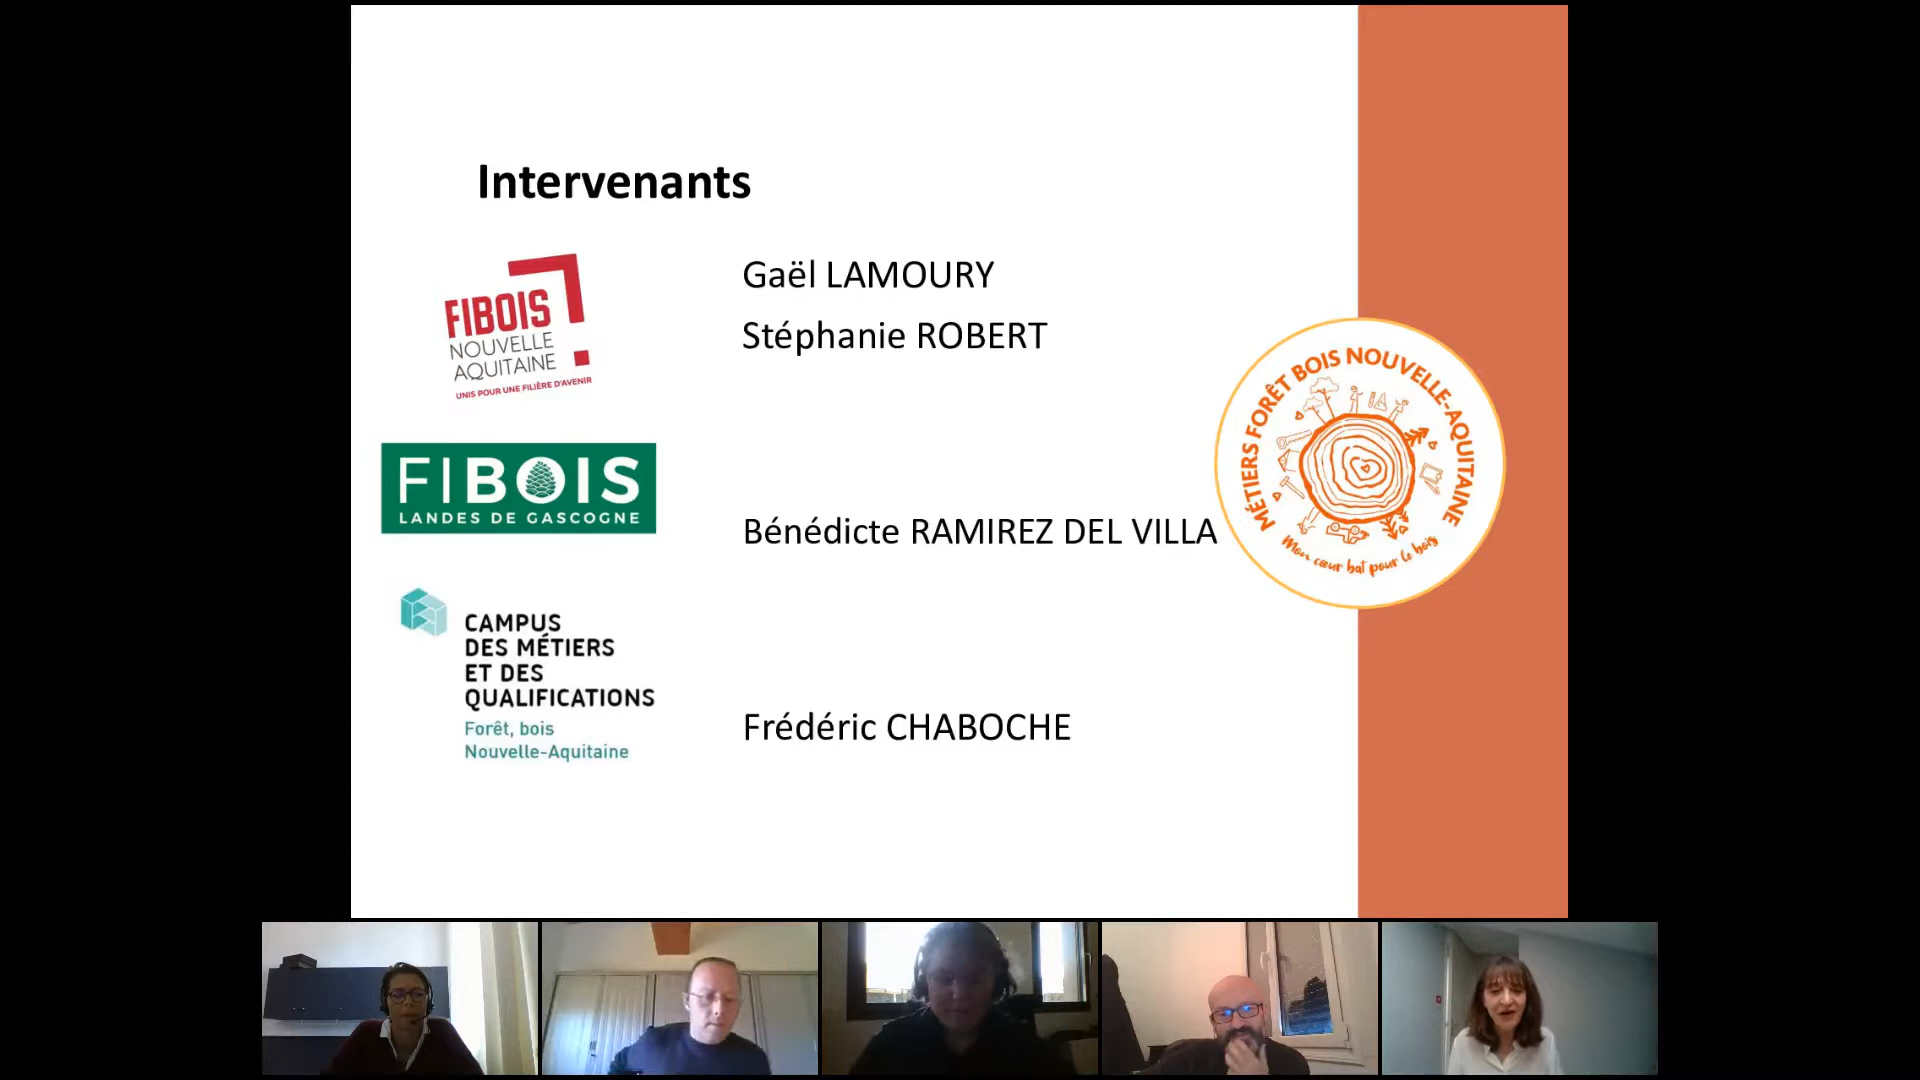 Intervenants
FIBOIS
NOUVELLE
AQUITAINE
UNIS POUR UNE FILIÈRE D'AVENIR
Gaël LAMOURY
Stéphanie ROBERT
MÉTIERS FORÊT BOIS NOUVELLE-AQUITAINE
Mon cœur bat pour le bois
FIBOIS
LANDES DE GASCOGNE
Bénédicte RAMIREZ DEL VILLA
CAMPUS
DES MÉTIERS
ET DES
QUALIFICATIONS
Forêt, bois
Nouvelle-Aquitaine
Frédéric CHABOCHE